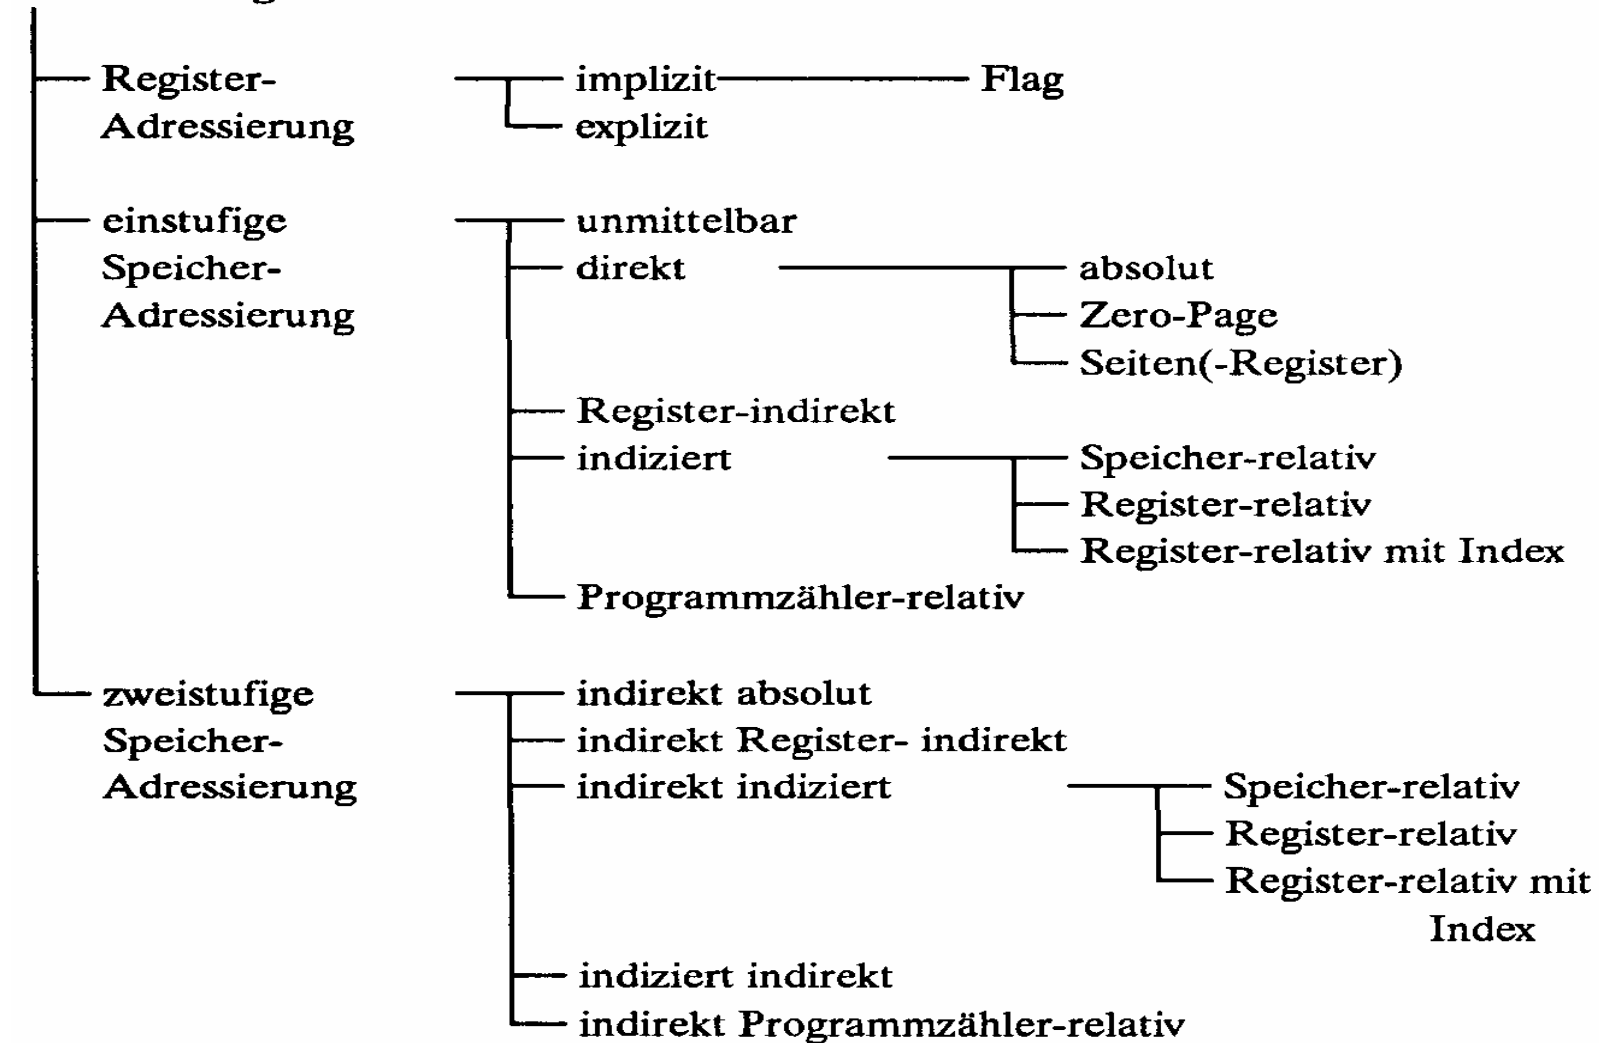 Register- implizit Flag
Adressierung explizit
einstufige unmittelbar
Speicher- direkt absolut
Adressierung Zero-Page
Seiten(-Register)
Register-indirekt
indiziert Speicher-relativ
Register-relativ
Register-relativ mit Index
Programmzähler-relativ
zweistufige indirekt absolut
Speicher- indirekt Register- indirekt
Adressierung indirekt indiziert Speicher-relativ
Register-relativ
Register-relativ mit
Index
indiziert indirekt
indirekt Programmzähler-relativ